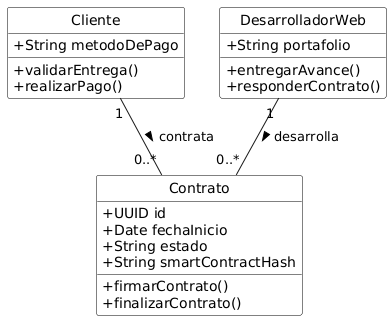 Cliente
+String metodoDePago
+validarEntrega()
+realizarPago()
DesarrolladorWeb
+String portafolio
+entregarAvance()
+responderContrato()
1
1
contrata
desarrolla
0..*
0..*
Contrato
+UUID id
+Date fechaInicio
+String estado
+String smartContractHash
+firmarContrato()
+finalizarContrato()